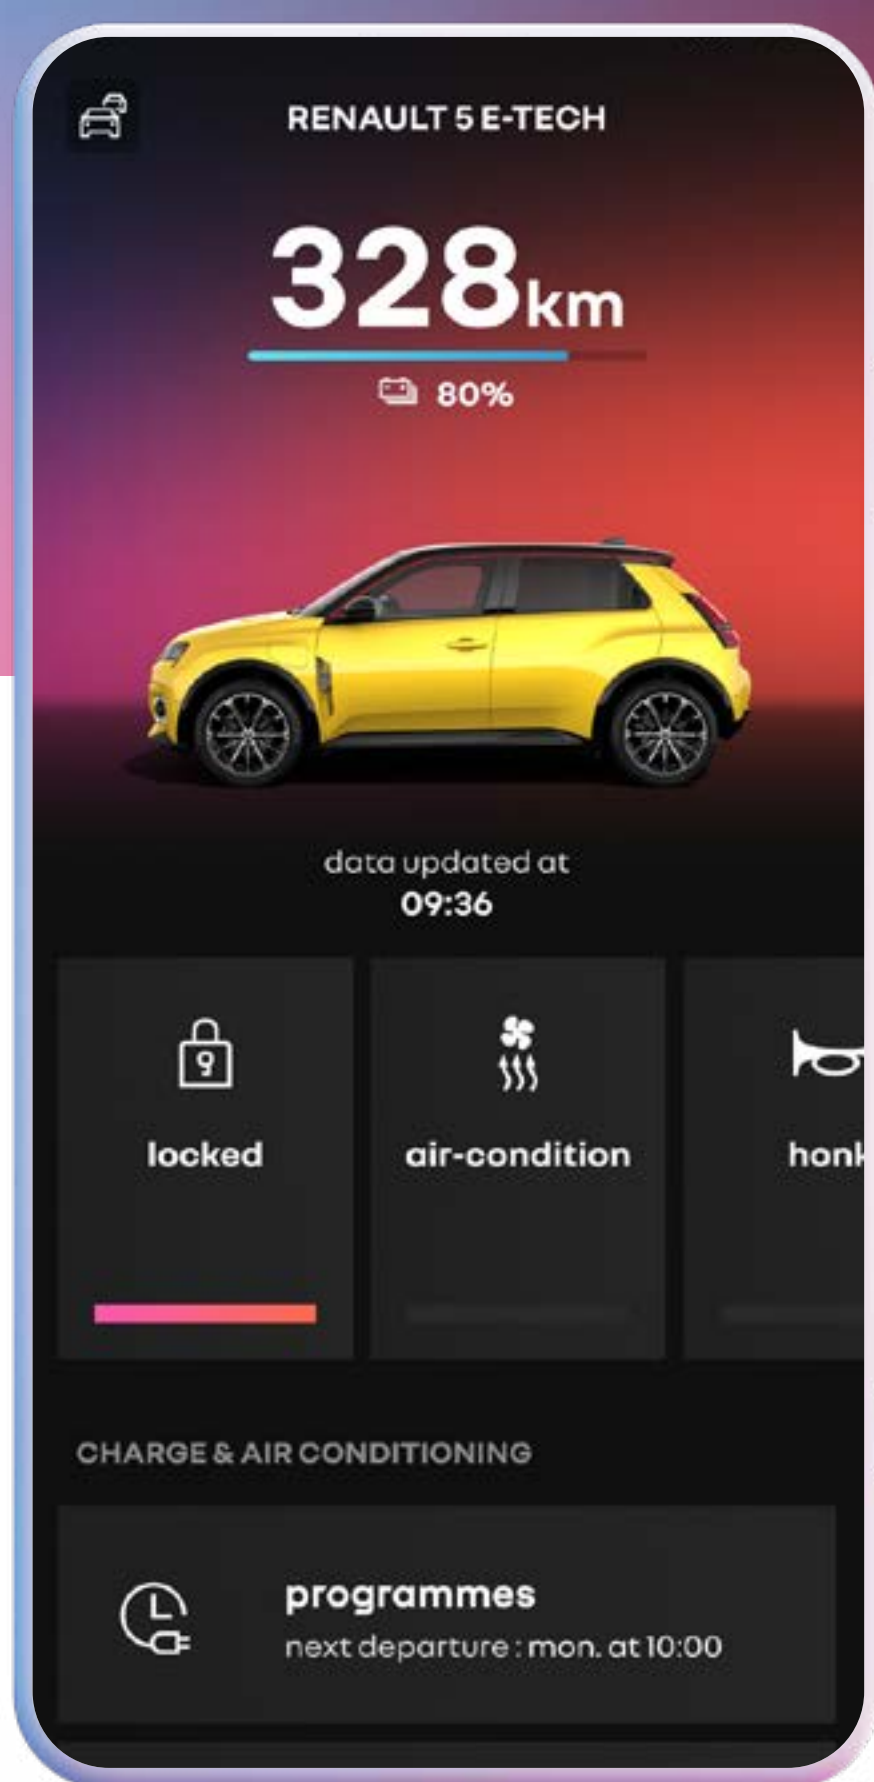 RENAULT 5 E-TECH
328km
80%
data updated at
09:36
locked
air-condition
honk
CHARGE & AIR CONDITIONING
programmes
next departure : mon. at 10:00